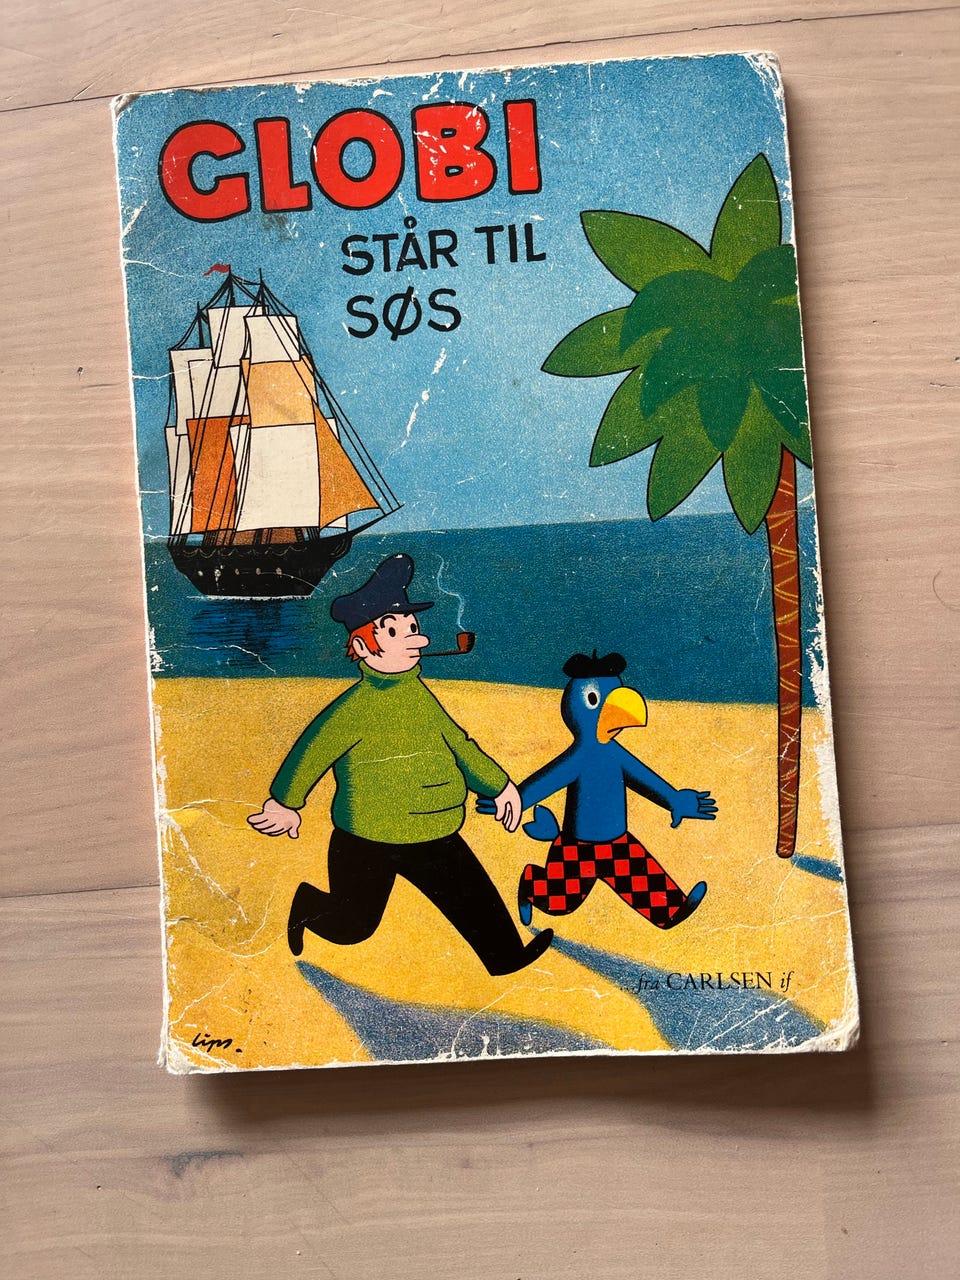 GLOBI
STÅR TIL
SØS
...fra CARLSEN if
Lips.